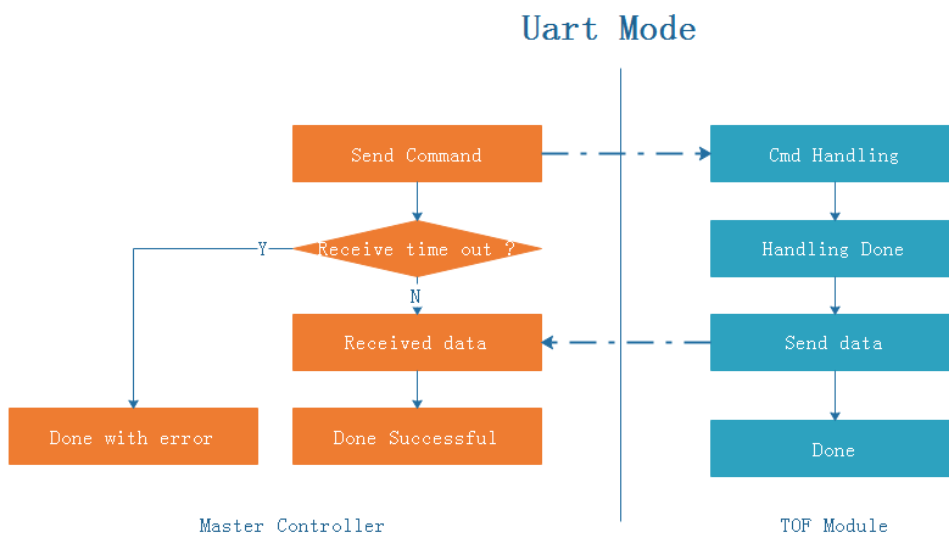 Uart Mode
Send Command
Cmd Handling
Receive time out ?
Y
Handling Done
N
Received data
Send data
Done with error
Done Successful
Done
Master Controller
TOF Module